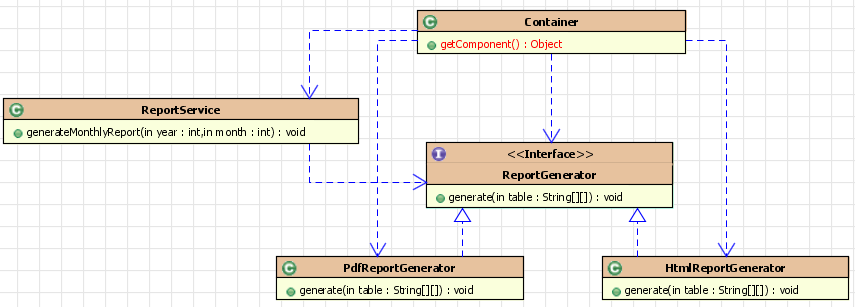 C Container
getComponent() : Object
C ReportService
generateMonthlyReport(in year : int,in month : int) : void
I <<Interface>>
ReportGenerator
generate(in table : String[][]) : void
C PdfReportGenerator
generate(in table : String[][]) : void
C HtmlReportGenerator
generate(in table : String[][]) : void